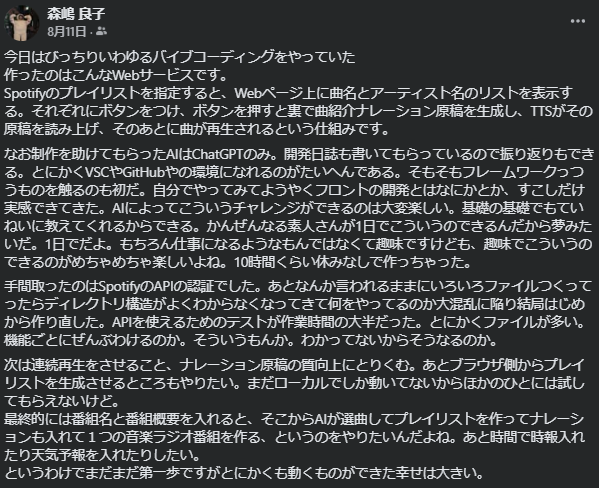 森嶋 良子
8月11日
今日はびっちりいわゆるバイブコーディングをやっていた
作ったのはこんなWebサービスです。
Spotifyのプレイリストを指定すると、Webページ上に曲名とアーティスト名のリストを表示す
る。それぞれにボタンをつけ、ボタンを押すと裏で曲紹介ナレーション原稿を生成し、TTSがその
原稿を読み上げ、そのあとに曲が再生されるという仕組みです。
なお制作を助けてもらったAIはChatGPTのみ。開発日誌も書いてもらっているので振り返りもでき
る。とにかくVSCやGitHubやの環境になれるのがたいへんである。そもそもフレームワークっつ
うものを触るのも初だ。自分でやってみてようやくフロントの開発とはなにかとか、すこしだけ
実感できてきた。AIによってこういうチャレンジができるのは大変楽しい。基礎の基礎でもてい
ねいに教えてくれるからできる。かんぜんなる素人さんが1日でこういうのできるんだから夢みた
いだ。1日でだよ。もちろん仕事になるようなもんではなくて趣味ですけども、趣味でこういうの
できるのがめちゃめちゃ楽しいよね。10時間くらい休みなしで作っちゃった。
手間取ったのはSpotifyのAPIの認証でした。あとなんか言われるままにいろいろファイルつくって
ったらディレクトリ構造がよくわからなくなってきて何をやってるのか大混乱に陥り結局はじめ
から作り直した。APIを使えるためのテストが作業時間の大半だった。とにかくファイルが多い。
機能ごとにぜんぶわけるのか。そういうもんか。わかってないからそうなるのか。
次は連続再生をさせること、ナレーション原稿の質向上にとりくむ。あとブラウザ側からプレイ
リストを生成させるところもやりたい。まだローカルでしか動いてないからほかのひとには試し
てもらえないけど。
最終的には番組名と番組概要を入れると、そこからAIが選曲してプレイリストを作ってナレーシ
ョンも入れて１つの音楽ラジオ番組を作る、というのをやりたいんだよね。あと時間で時報入れ
たり天気予報を入れたりしたい。
というわけでまだまだ第一歩ですがとにかくも動くものができた幸せは大きい。